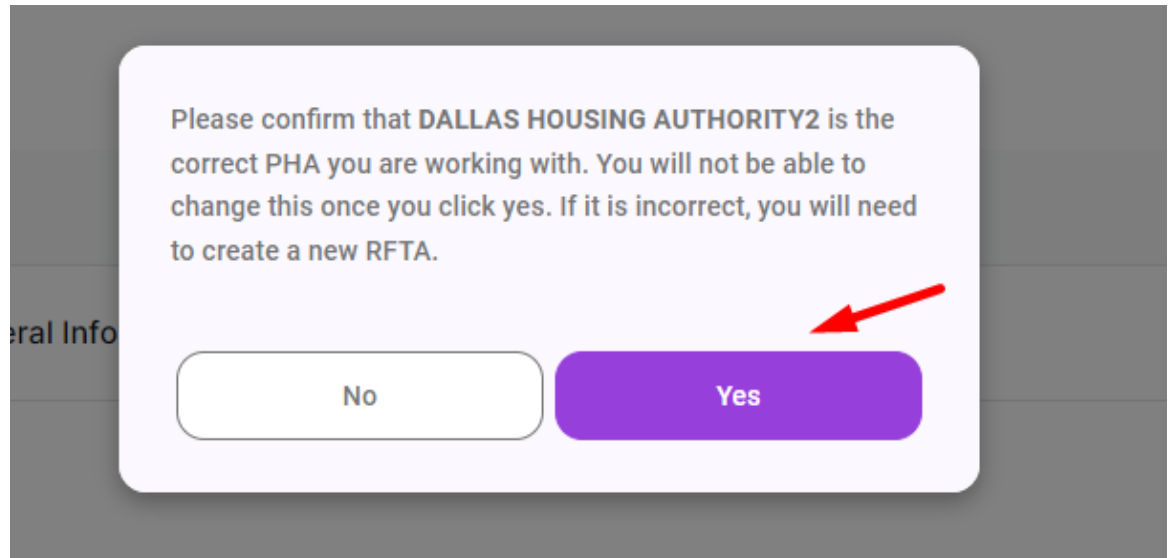 Please confirm that DALLAS HOUSING AUTHORITY2 is the
correct PHA you are working with. You will not be able to
change this once you click yes. If it is incorrect, you will need
to create a new RFTA.
eral Info
No
Yes